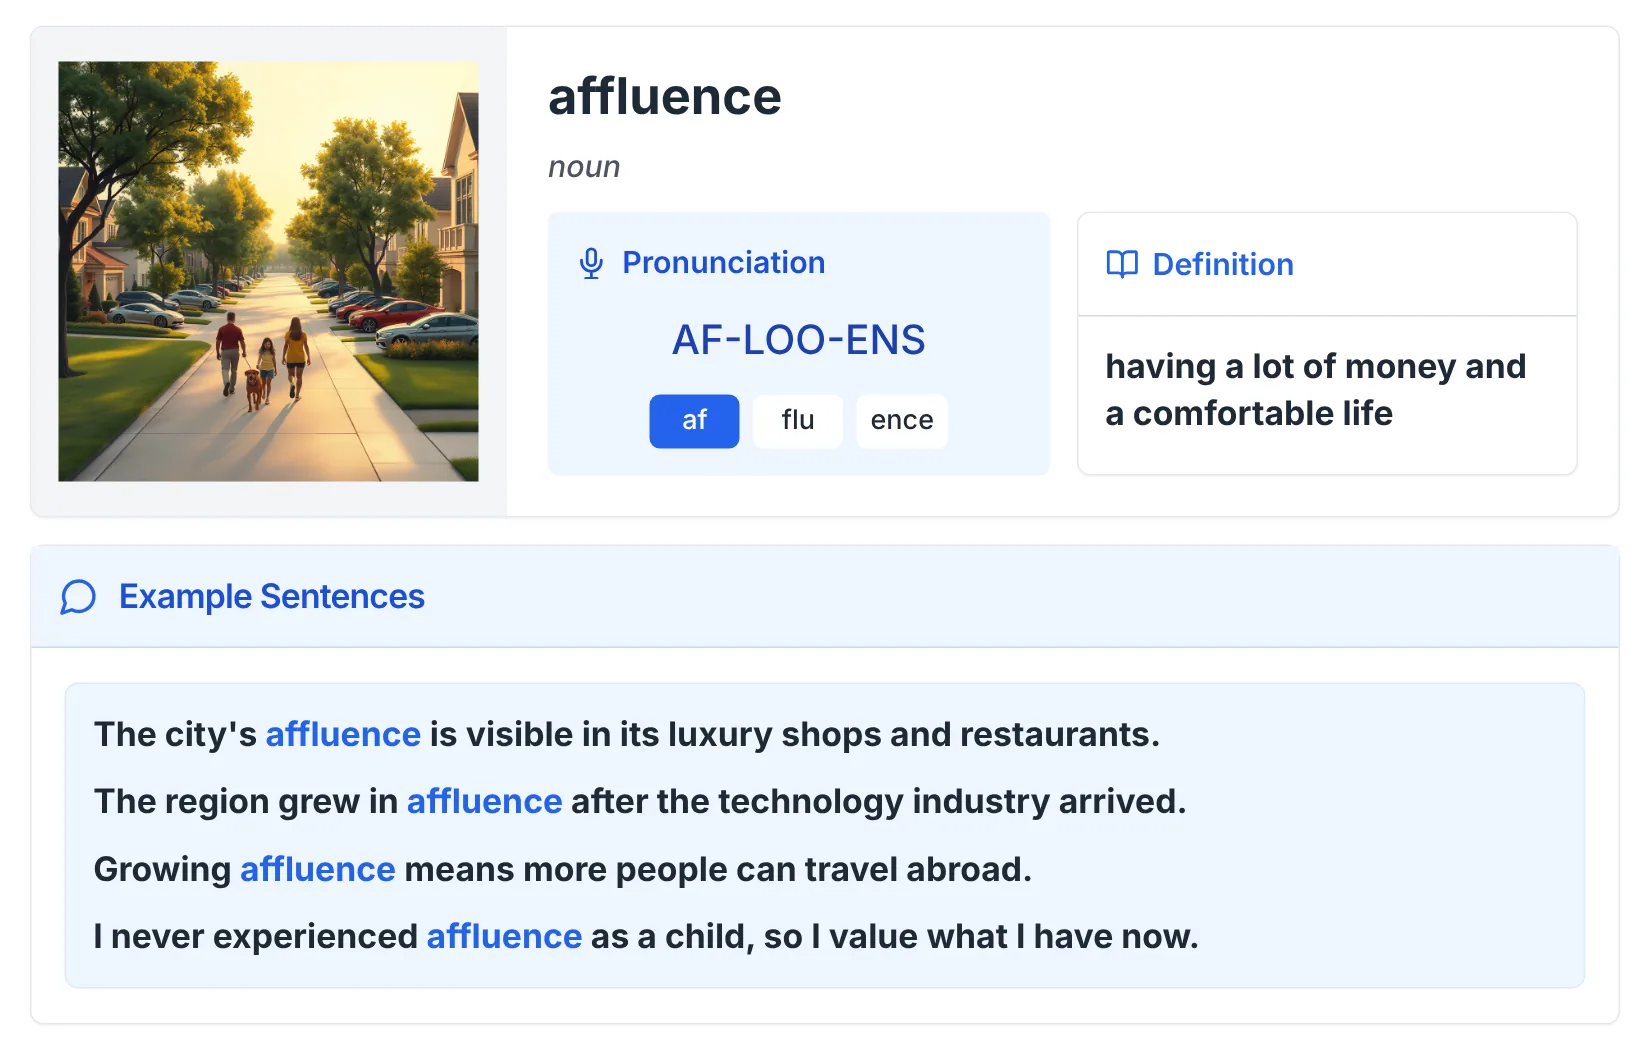 affluence
noun
Pronunciation
AF-LOO-ENS
af flu ence
Definition
having a lot of money and
a comfortable life
Example Sentences
The city's affluence is visible in its luxury shops and restaurants.
The region grew in affluence after the technology industry arrived.
Growing affluence means more people can travel abroad.
I never experienced affluence as a child, so I value what I have now.